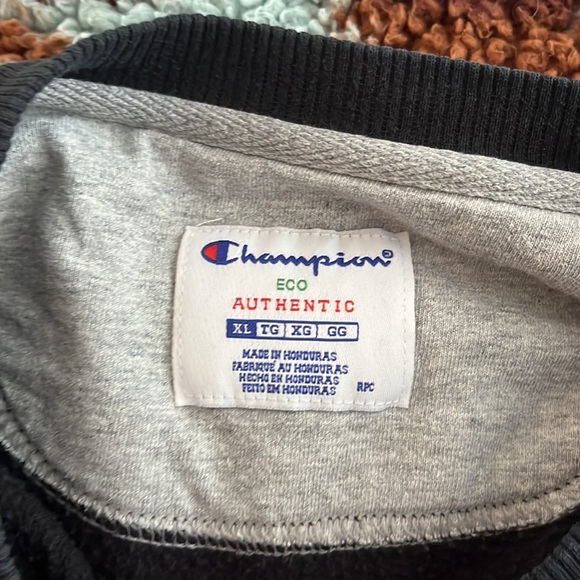 Champion®
ECO
AUTHENTIC
XL TG XG GG
MADE IN HONDURAS
FABRIQUE AU HONDURAS
HECHO EN HONDURAS
FEITO EM HONDURAS RPC